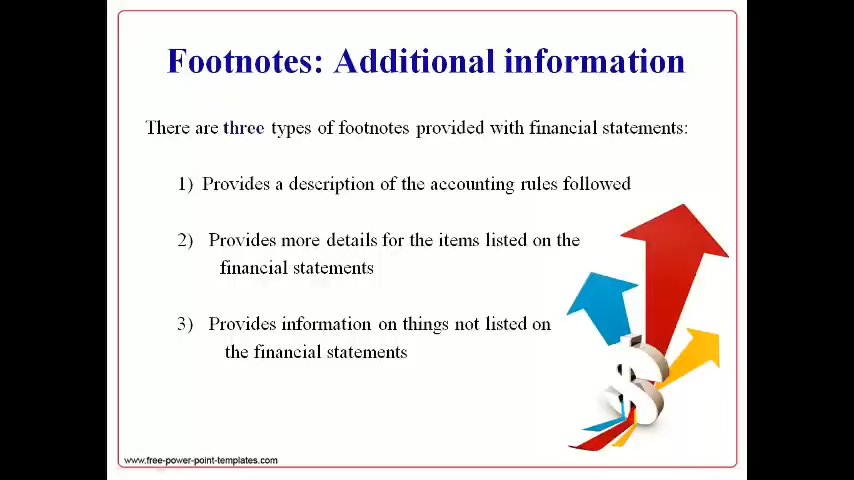 Footnotes: Additional information
There are three types of footnotes provided with financial statements:
1) Provides a description of the accounting rules followed
2) Provides more details for the items listed on the
financial statements
3) Provides information on things not listed on
the financial statements
$
www.free-power-point-templates.com